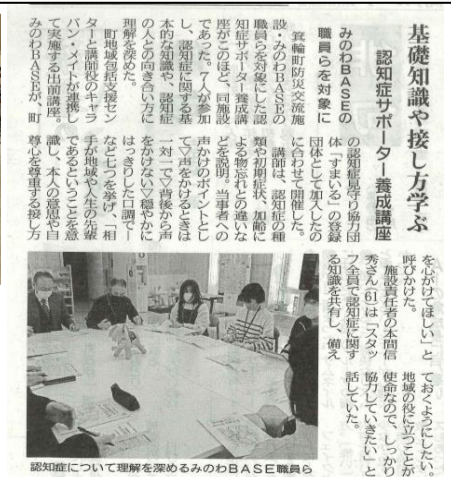 基礎知識や接し方学ぶ
認知症サポーター養成講座
みのわBASEの
職員らを対象に
箕輪町防災交流施
設・みのわBASEの
職員らを対象にした認
知症サポーター養成講
座がこのほど、同施設
であった。7人が参加
し、認知症に関する基
本的な知識や、認知症
の人との向き合い方に
理解を深めた。
町地域包括支援セン
ターと講師役のキャラ
バン・メイトが連携し
て実施する出前講座。
みのわBASEが、町
の認知症見守り協力団
体「すまいる」の登録
団体として加入したの
に合わせて開催した。
講師は、認知症の種
類や初期症状、加齢に
よる物忘れとの違いな
どを説明。当事者への
声かけのポイントとし
て▽声をかけるときは
一対一で▽背後から声
をかけない▽穏やかに
はっきりした口調で―
など七つを挙げ、「相
手が地域や人生の先輩
であるということを意
識し、本人の意思や自
尊心を尊重する接し方
を心がけてほしい」と
呼びかけた。
施設責任者の本間信
秀さん(61)は「スタッ
フ全員で認知症に関す
る知識を共有し、備え
ておくようにしたい。
地域の役に立つことが
使命なので、しっかり
協力していきたい」と
話していた。
認知症について理解を深めるみのわBASE職員ら